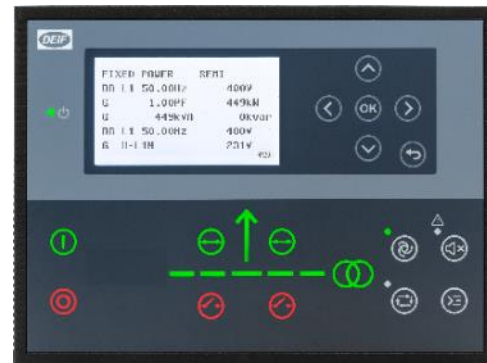 DEIF
FIXED POWER SEMI
BB L1 50.00Hz 400V
G 1.00PF 449kW
G 449kVA 0kvar
BB L1 50.00Hz 400V
G U-L1N 231V
OK